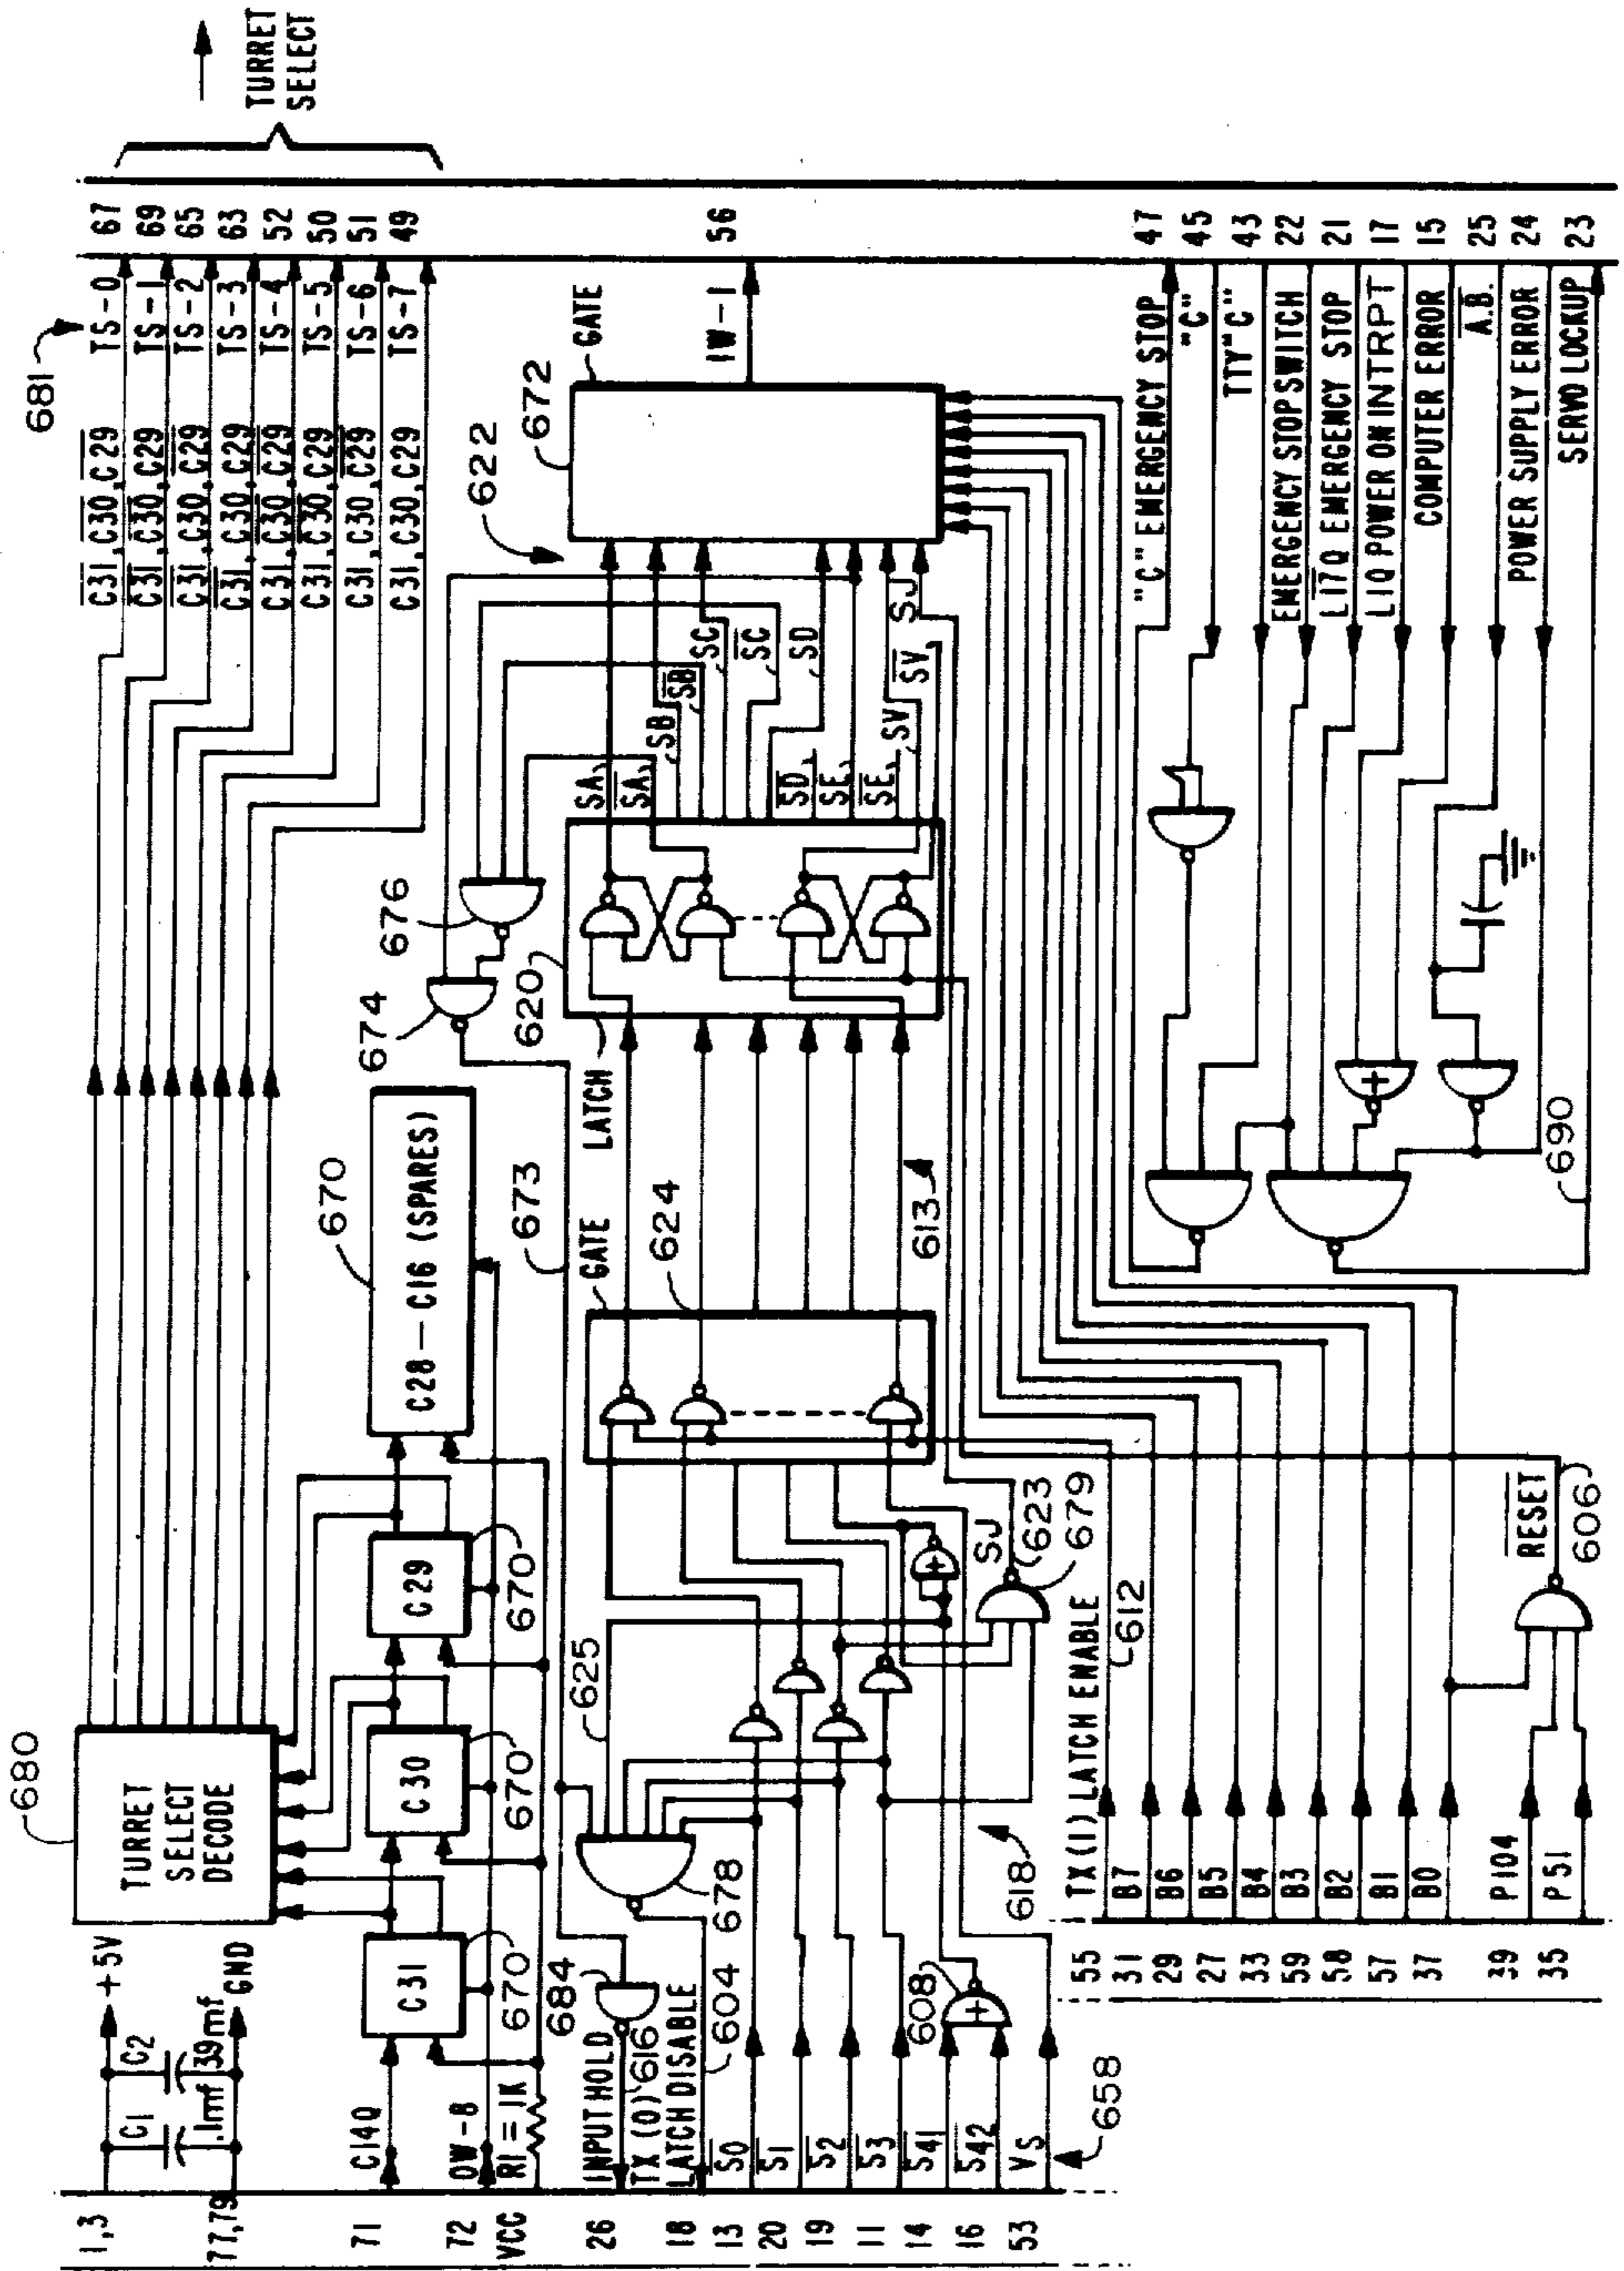 680
TURRET
SELECT
DECODE
681
C31,C30,C29 TS-0 67
C31,C30,C29 TS-1 69
C31,C30,C29 TS-2 65
C31,C30,C29 TS-3 63
C31,C30,C29 TS-4 52
C31,C30,C29 TS-5 50
C31,C30,C29 TS-6 51
C31,C30,C29 TS-7 49
TURRET
SELECT
1,3
+5V
C1
C2
.1mf
39mf
77,79
GND
71
C14Q
C31
670
C30
670
C29
670
C28-C16 (SPARES)
670
72
OW-8
VCC
R1=1K
684
26
INPUT HOLD
616
TX (0)
LATCH DISABLE
18
604
678
625
673
674
676
622
672
GATE
IW-1
56
GATE
624
LATCH
620
613
SA
SA
SB
SB
SC
SC
SD
SD
SE
SE
SV
SV
SJ
13 S0
20 S1
19 S2
11 S3
14 S41
16 S42
53 VS
658
608
618
SJ
623
679
55 TX(1) LATCH ENABLE
612
31 B7
29 B6
27 B5
33 B4
59 B3
58 B2
57 B1
37 B0
39 P104
35 P51
RESET
606
"C" EMERGENCY STOP 47
"C" 45
TTY"C" 43
EMERGENCY STOP SWITCH 22
L17Q EMERGENCY STOP 21
L1Q POWER ON INTRPT 17
COMPUTER ERROR 15
A.B. 25
POWER SUPPLY ERROR 24
SERVO LOCKUP 23
690